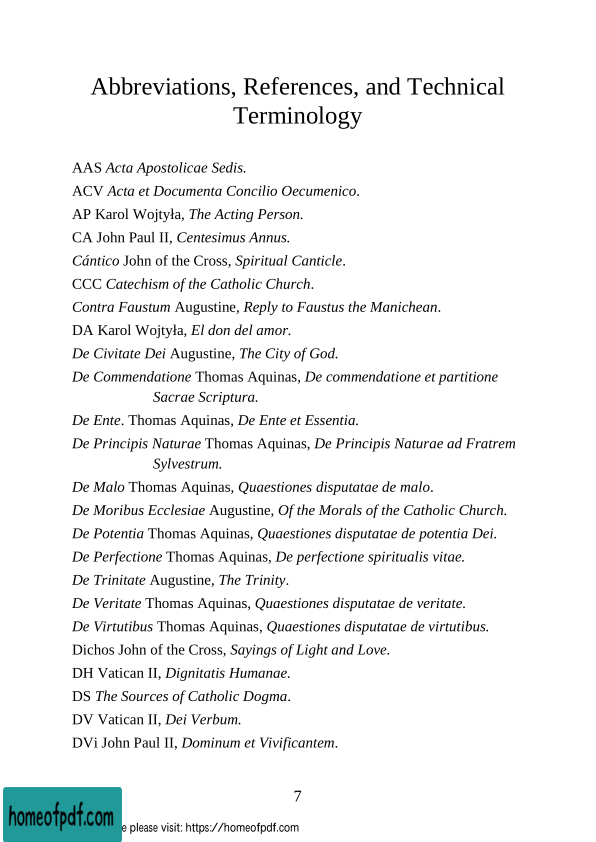 Abbreviations, References, and Technical
Terminology
AAS Acta Apostolicae Sedis.
ACV Acta et Documenta Concilio Oecumenico.
AP Karol Wojtyła, The Acting Person.
CA John Paul II, Centesimus Annus.
Cántico John of the Cross, Spiritual Canticle.
CCC Catechism of the Catholic Church.
Contra Faustum Augustine, Reply to Faustus the Manichean.
DA Karol Wojtyła, El don del amor.
De Civitate Dei Augustine, The City of God.
De Commendatione Thomas Aquinas, De commendatione et partitione
Sacrae Scriptura.
De Ente. Thomas Aquinas, De Ente et Essentia.
De Principis Naturae Thomas Aquinas, De Principis Naturae ad Fratrem
Sylvestrum.
De Malo Thomas Aquinas, Quaestiones disputatae de malo.
De Moribus Ecclesiae Augustine, Of the Morals of the Catholic Church.
De Potentia Thomas Aquinas, Quaestiones disputatae de potentia Dei.
De Perfectione Thomas Aquinas, De perfectione spiritualis vitae.
De Trinitate Augustine, The Trinity.
De Veritate Thomas Aquinas, Quaestiones disputatae de veritate.
De Virtutibus Thomas Aquinas, Quaestiones disputatae de virtutibus.
Dichos John of the Cross, Sayings of Light and Love.
DH Vatican II, Dignitatis Humanae.
DS The Sources of Catholic Dogma.
DV Vatican II, Dei Verbum.
DVi John Paul II, Dominum et Vivificantem.
7
homeofpdf.com
e please visit: https://homeofpdf.com